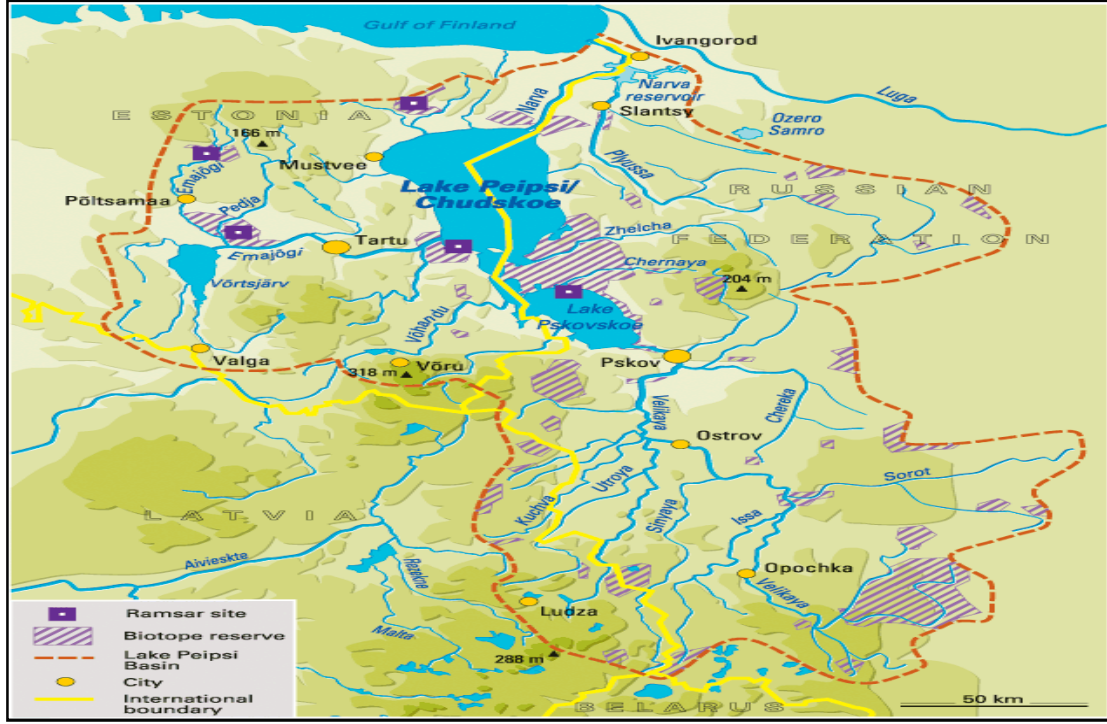 Gulf of Finland
Ivangorod
Narva
reservoir
Narva
Luga
Slantsy
ESTONIA
Ozero
Samro
166 m
Mustvee
Plyussa
Lake Peipsi/
Chudskoe
Emajõgi
RUSSIAN
Põltsamaa
Pedja
Zhelcha
Tartu
FEDERATION
Emajõgi
Chernaya
204 m
Võrtsjärv
Lake
Pskovskoe
Võhandu
Valga
318 m
Võru
Pskov
Velikaya
Chereka
Ostrov
Sorot
Utroya
Kuchva
Sinyaya
Issa
LATVIA
Aiviekste
Rezekne
Opochka
Velikaya
Ludza
Malta
288 m
Ramsar site
Biotope reserve
Lake Peipsi
Basin
City
International
boundary
50 km
BELARUS